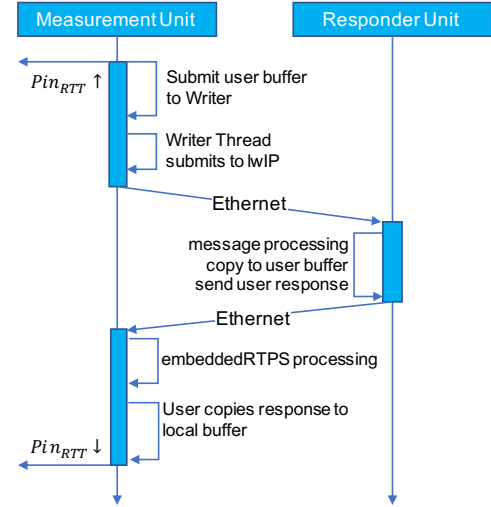 Measurement Unit
Responder Unit
Pin_RTT ↑
Submit user buffer
to Writer
Writer Thread
submits to lwIP
Ethernet
message processing
copy to user buffer
send user response
Ethernet
embeddedRTPS processing
User copies response to
local buffer
Pin_RTT ↓